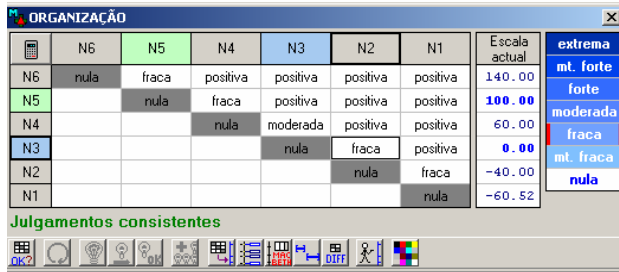 ORGANIZAÇÃO
N6 N5 N4 N3 N2 N1 Escala actual extrema
N6 nula fraca positiva positiva positiva positiva 140.00 mt. forte
N5 nula fraca positiva positiva positiva 100.00 forte
N4 nula moderada positiva positiva 60.00 moderada
N3 nula fraca positiva 0.00 fraca
N2 nula fraca -40.00 mt. fraca
N1 nula -60.52 nula
Julgamentos consistentes
OK? OK MAC BETH DIFF